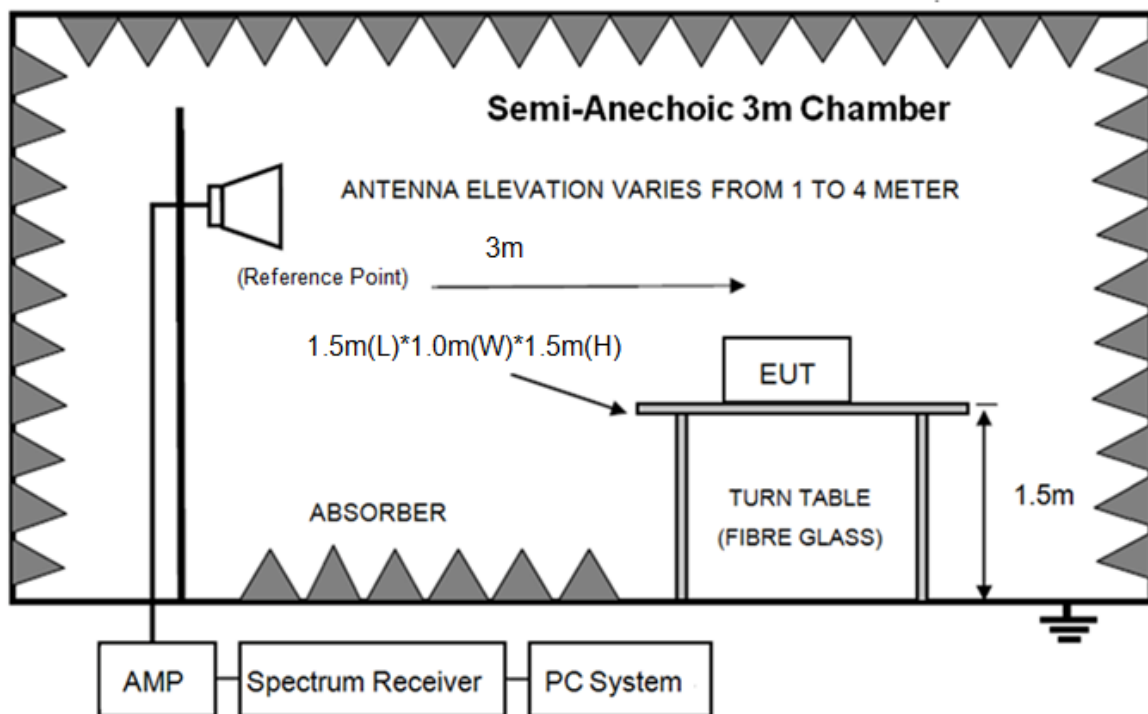 Semi-Anechoic 3m Chamber
ANTENNA ELEVATION VARIES FROM 1 TO 4 METER
3m
(Reference Point)
1.5m(L)*1.0m(W)*1.5m(H)
EUT
1.5m
TURN TABLE
(FIBRE GLASS)
ABSORBER
AMP
Spectrum Receiver
PC System